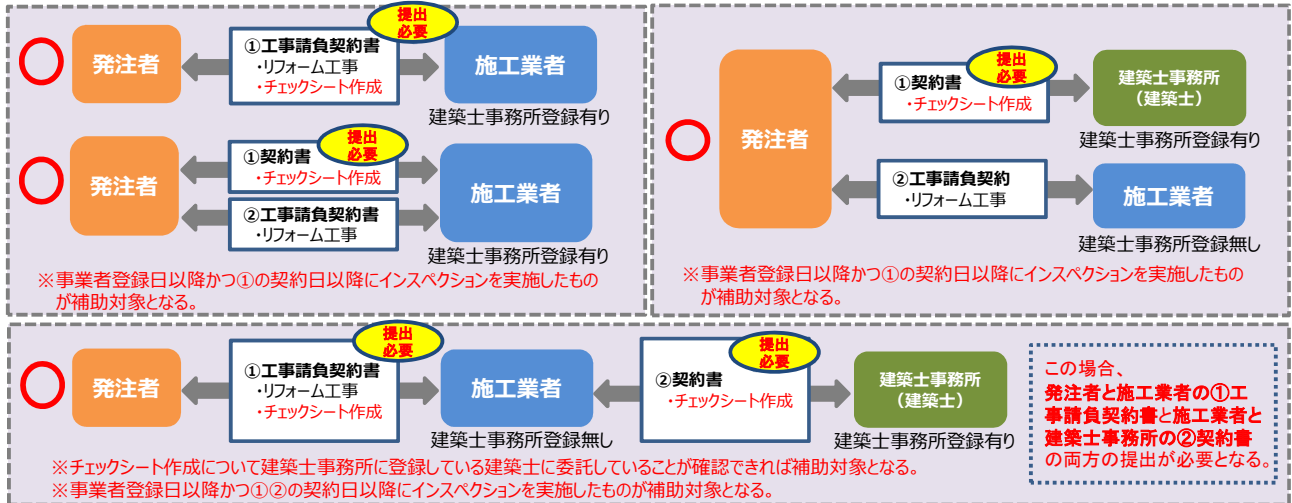 発注者
①工事請負契約書
・リフォーム工事
・チェックシート作成
提出
必要
施工業者
建築士事務所登録有り
発注者
①契約書
・チェックシート作成
提出
必要
②工事請負契約書
・リフォーム工事
施工業者
建築士事務所登録有り
※事業者登録日以降かつ①の契約日以降にインスペクションを実施したもの
が補助対象となる。
発注者
①契約書
・チェックシート作成
提出
必要
建築士事務所
（建築士）
建築士事務所登録有り
②工事請負契約
・リフォーム工事
施工業者
建築士事務所登録無し
※事業者登録日以降かつ①の契約日以降にインスペクションを実施したもの
が補助対象となる。
発注者
①工事請負契約書
・リフォーム工事
・チェックシート作成
提出
必要
施工業者
建築士事務所登録無し
②契約書
・チェックシート作成
提出
必要
建築士事務所
（建築士）
建築士事務所登録有り
この場合、
発注者と施工業者の①工
事請負契約書と施工業者と
建築士事務所の②契約書
の両方の提出が必要となる。
※チェックシート作成について建築士事務所に登録している建築士に委託していることが確認できれば補助対象となる。
※事業者登録日以降かつ①②の契約日以降にインスペクションを実施したものが補助対象となる。